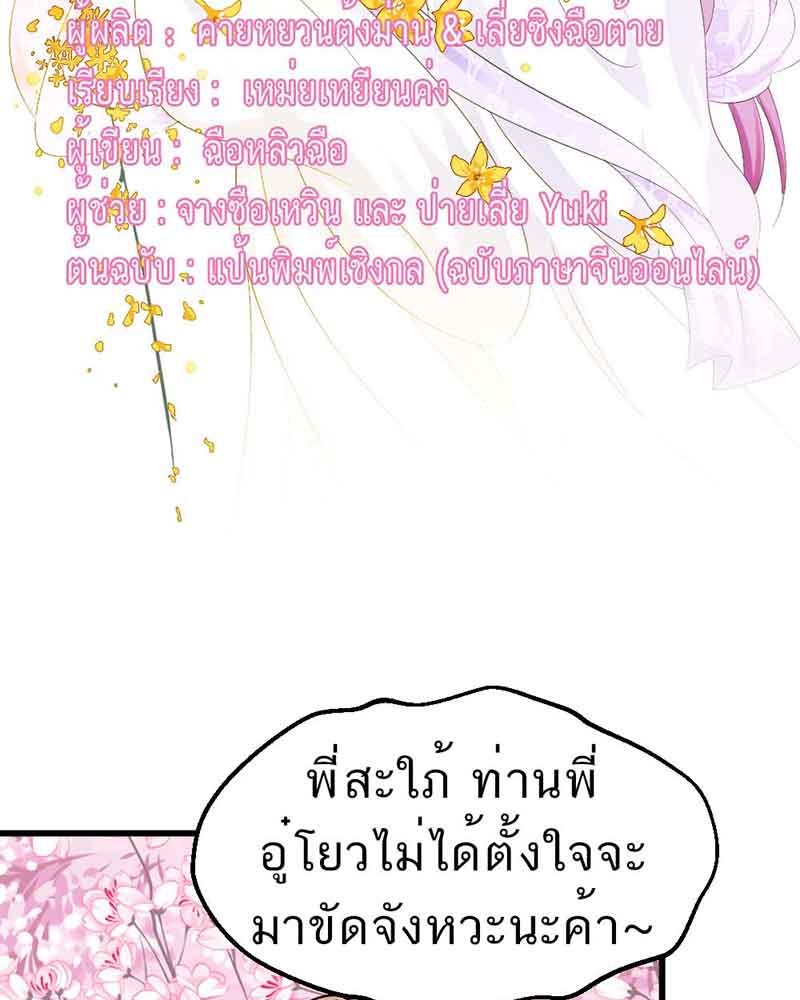 ผู้ผลิต : ค่ายหยวนต้งม่าน & เลี่ยชิงฉือต้าย
เรียบเรียง : เหม่ยเหยียนค่ง
ผู้เขียน : ฉือหลิวฉือ
ผู้ช่วย : จางซือเหวิน และ ป่ายเลี่ย Yuki
ต้นฉบับ : แป้นพิมพ์เชิงกล (ฉบับภาษาจีนออนไลน์)
พี่สะใภ้ ท่านพี่
อู๋โยวไม่ได้ตั้งใจจะ
มาขัดจังหวะนะค้า~